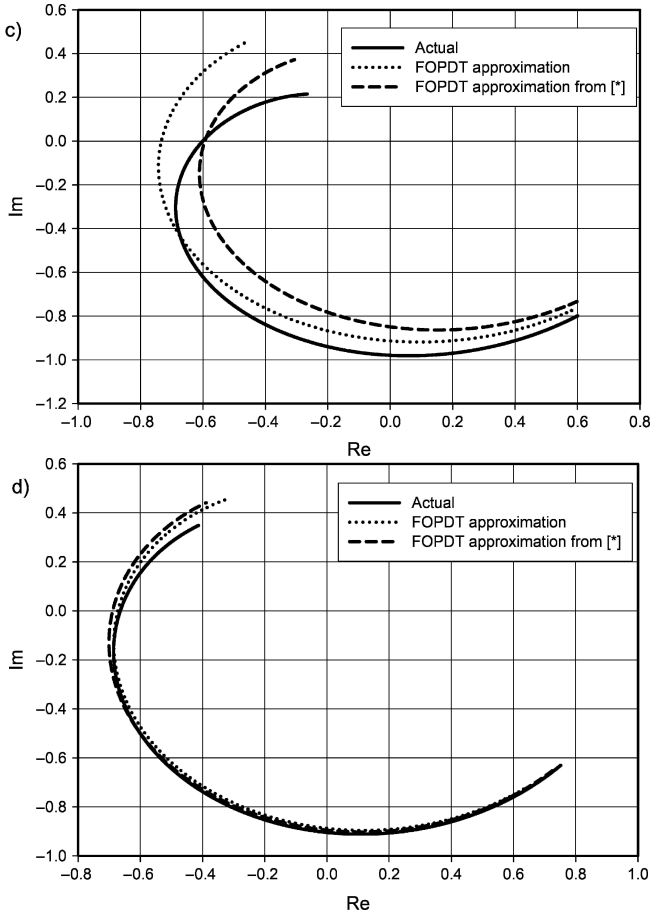 c)
0.6
0.4
0.2
0.0
−0.2
−0.4
−0.6
−0.8
−1.0
−1.2
Im
Actual
FOPDT approximation
FOPDT approximation from [*]
−1.0 −0.8 −0.6 −0.4 −0.2 0.0 0.2 0.4 0.6 0.8
Re
d)
0.6
0.4
0.2
0.0
−0.2
−0.4
−0.6
−0.8
−1.0
Im
Actual
FOPDT approximation
FOPDT approximation from [*]
−0.8 −0.6 −0.4 −0.2 0.0 0.2 0.4 0.6 0.8 1.0
Re